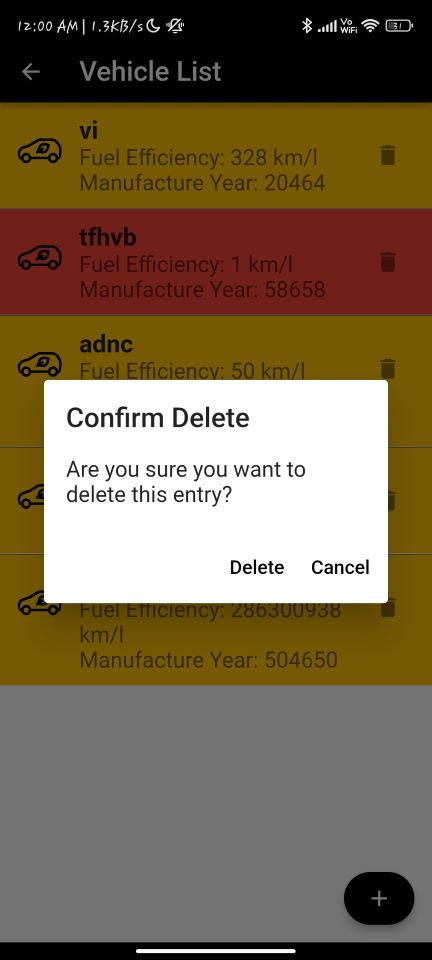 12:00 AM | 1.3KB/s
Vo
WiFi
31
Vehicle List
vi
Fuel Efficiency: 328 km/l
Manufacture Year: 20464
tfhvb
Fuel Efficiency: 1 km/l
Manufacture Year: 58658
adnc
Fuel Efficiency: 50 km/l
Confirm Delete
Are you sure you want to
delete this entry?
Delete Cancel
Fuel Efficiency: 286300938
km/l
Manufacture Year: 504650